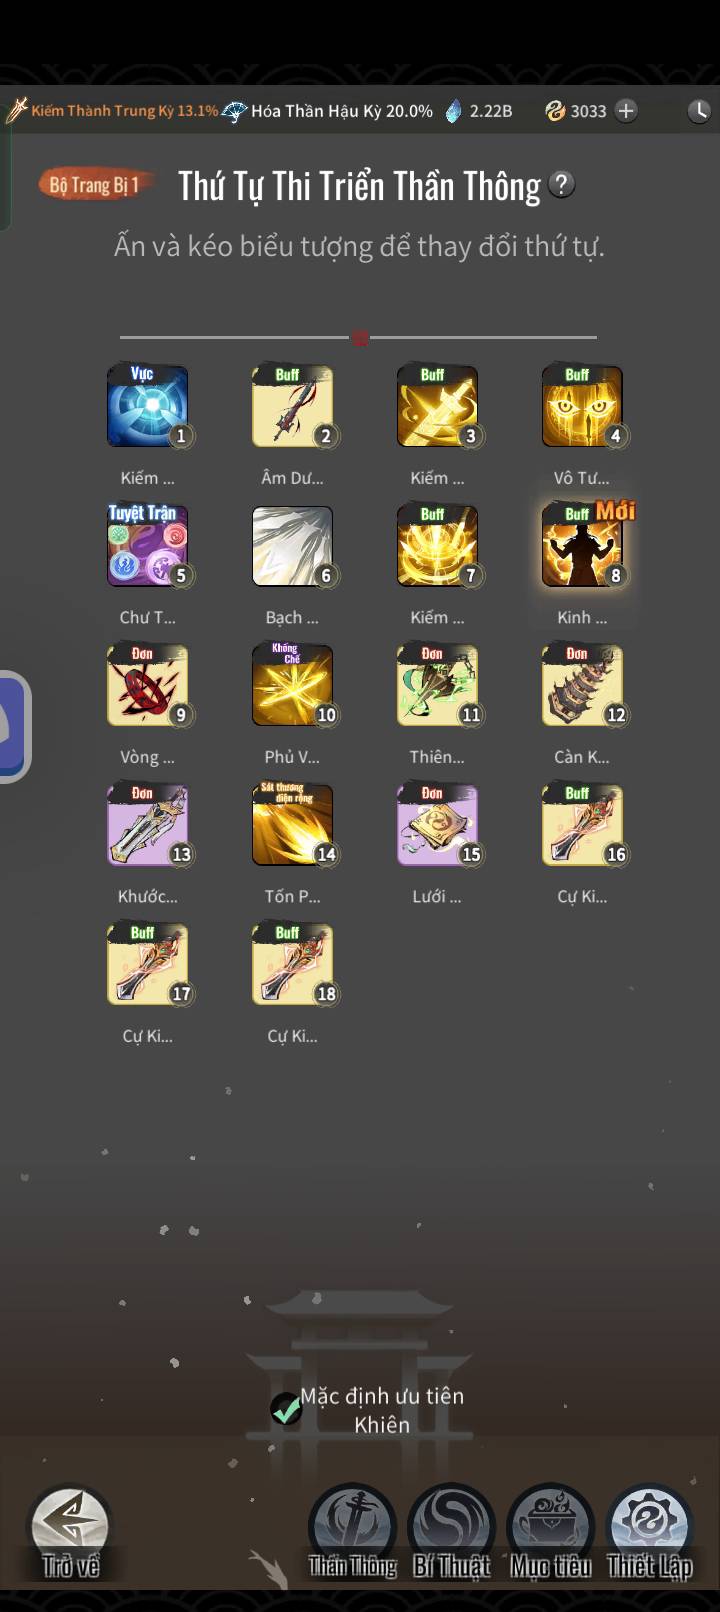 Kiếm Thành Trung Kỳ 13.1% Hóa Thần Hậu Kỳ 20.0% 2.22B 3033
Bộ Trang Bị 1 Thứ Tự Thi Triển Thần Thông ?
Ấn và kéo biểu tượng để thay đổi thứ tự.
Vực Buff Buff Buff
1 2 3 4
Kiếm ... Âm Dư... Kiếm ... Vô Tư...
Tuyệt Trận Buff Buff Mới
5 6 7 8
Chư T... Bạch ... Kiếm ... Kinh ...
Đơn Khống Chế Đơn Đơn
9 10 11 12
Vòng ... Phủ V... Thiên... Càn K...
Đơn Sát thương diện rộng Đơn Buff
13 14 15 16
Khước... Tốn P... Lưới ... Cự Ki...
Buff Buff
17 18
Cự Ki... Cự Ki...
Mặc định ưu tiên
Khiên
Trở về Thần Thông Bí Thuật Mục tiêu Thiết Lập